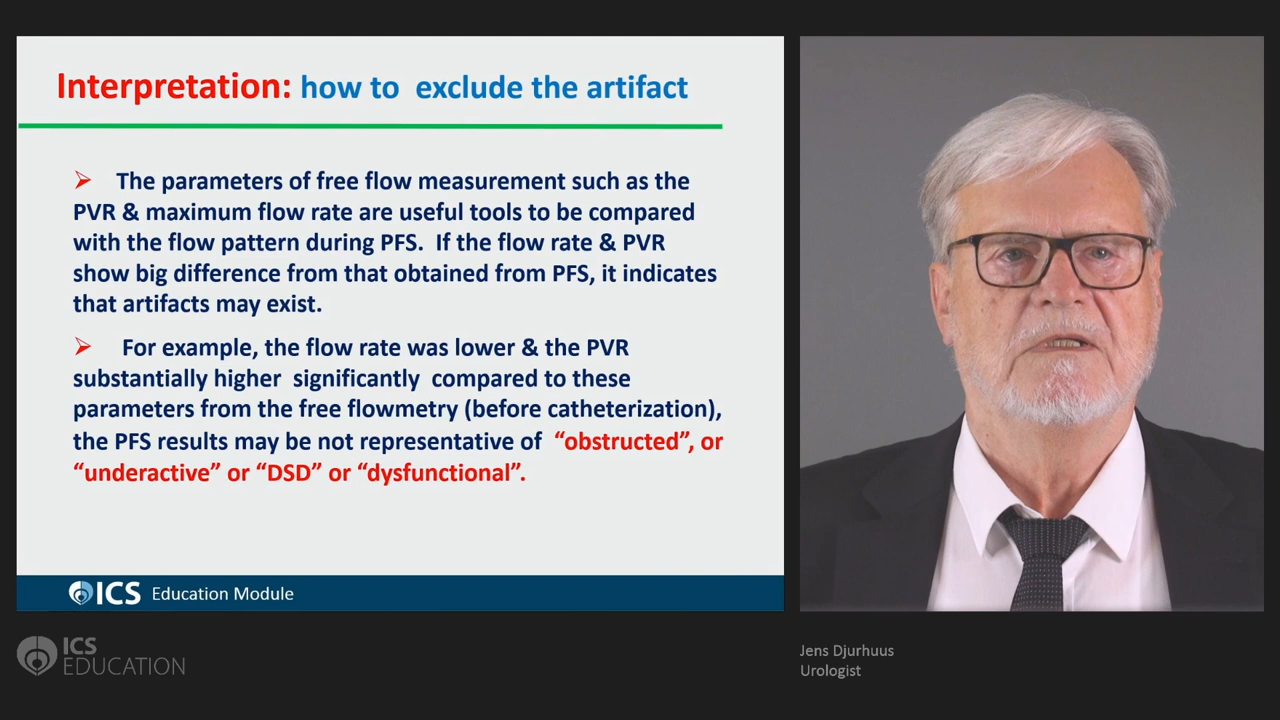 Interpretation: how to exclude the artifact
➢ The parameters of free flow measurement such as the
PVR & maximum flow rate are useful tools to be compared
with the flow pattern during PFS. If the flow rate & PVR
show big difference from that obtained from PFS, it indicates
that artifacts may exist.
➢ For example, the flow rate was lower & the PVR
substantially higher significantly compared to these
parameters from the free flowmetry (before catheterization),
the PFS results may be not representative of “obstructed”, or
“underactive” or “DSD” or “dysfunctional”.
ICS Education Module
ICS
EDUCATION
Jens Djurhuus
Urologist